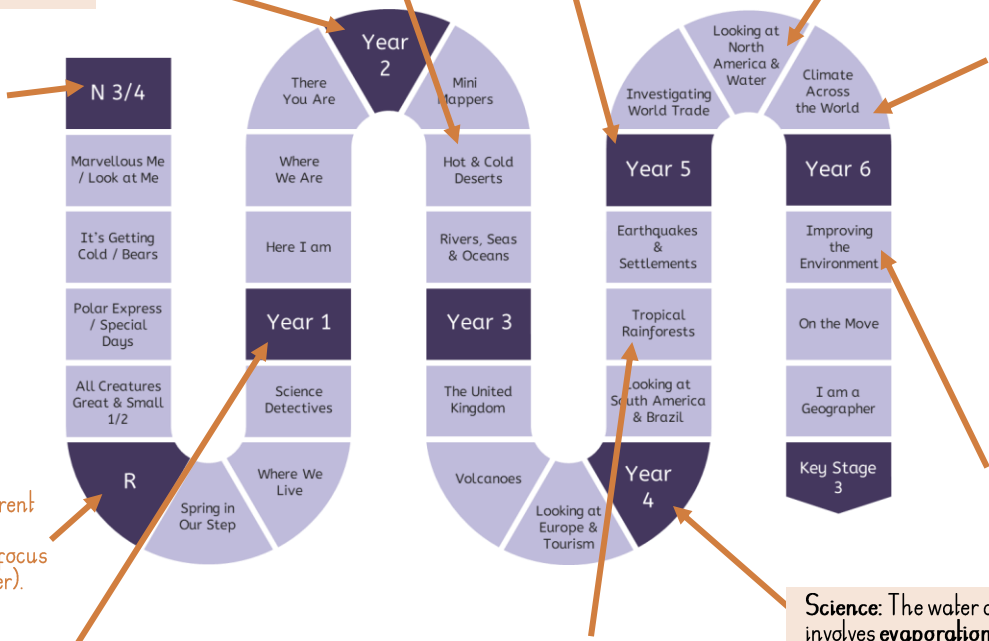 N 3/4
Marvellous Me
/ Look at Me
It's Getting
Cold / Bears
Polar Express
/ Special
Days
All Creatures
Great & Small
1/2
R
Spring in
Our Step
Where We
Live
Science
Detectives
Year 1
Here I am
Where
We Are
There
You Are
Year
2
Mini
Mappers
Hot & Cold
Deserts
Rivers, Seas
& Oceans
Year 3
The United
Kingdom
Volcanoes
Looking at
Europe &
Tourism
Year
4
Looking at
South America
& Brazil
Tropical
Rainforests
Earthquakes
&
Settlements
Year 5
Investigating
World Trade
Looking at
North
America &
Water
Climate
Across
the World
Year 6
Improving
the
Environment
On the Move
I am a
Geographer
Key Stage
3
Science: The water
involves evaporation